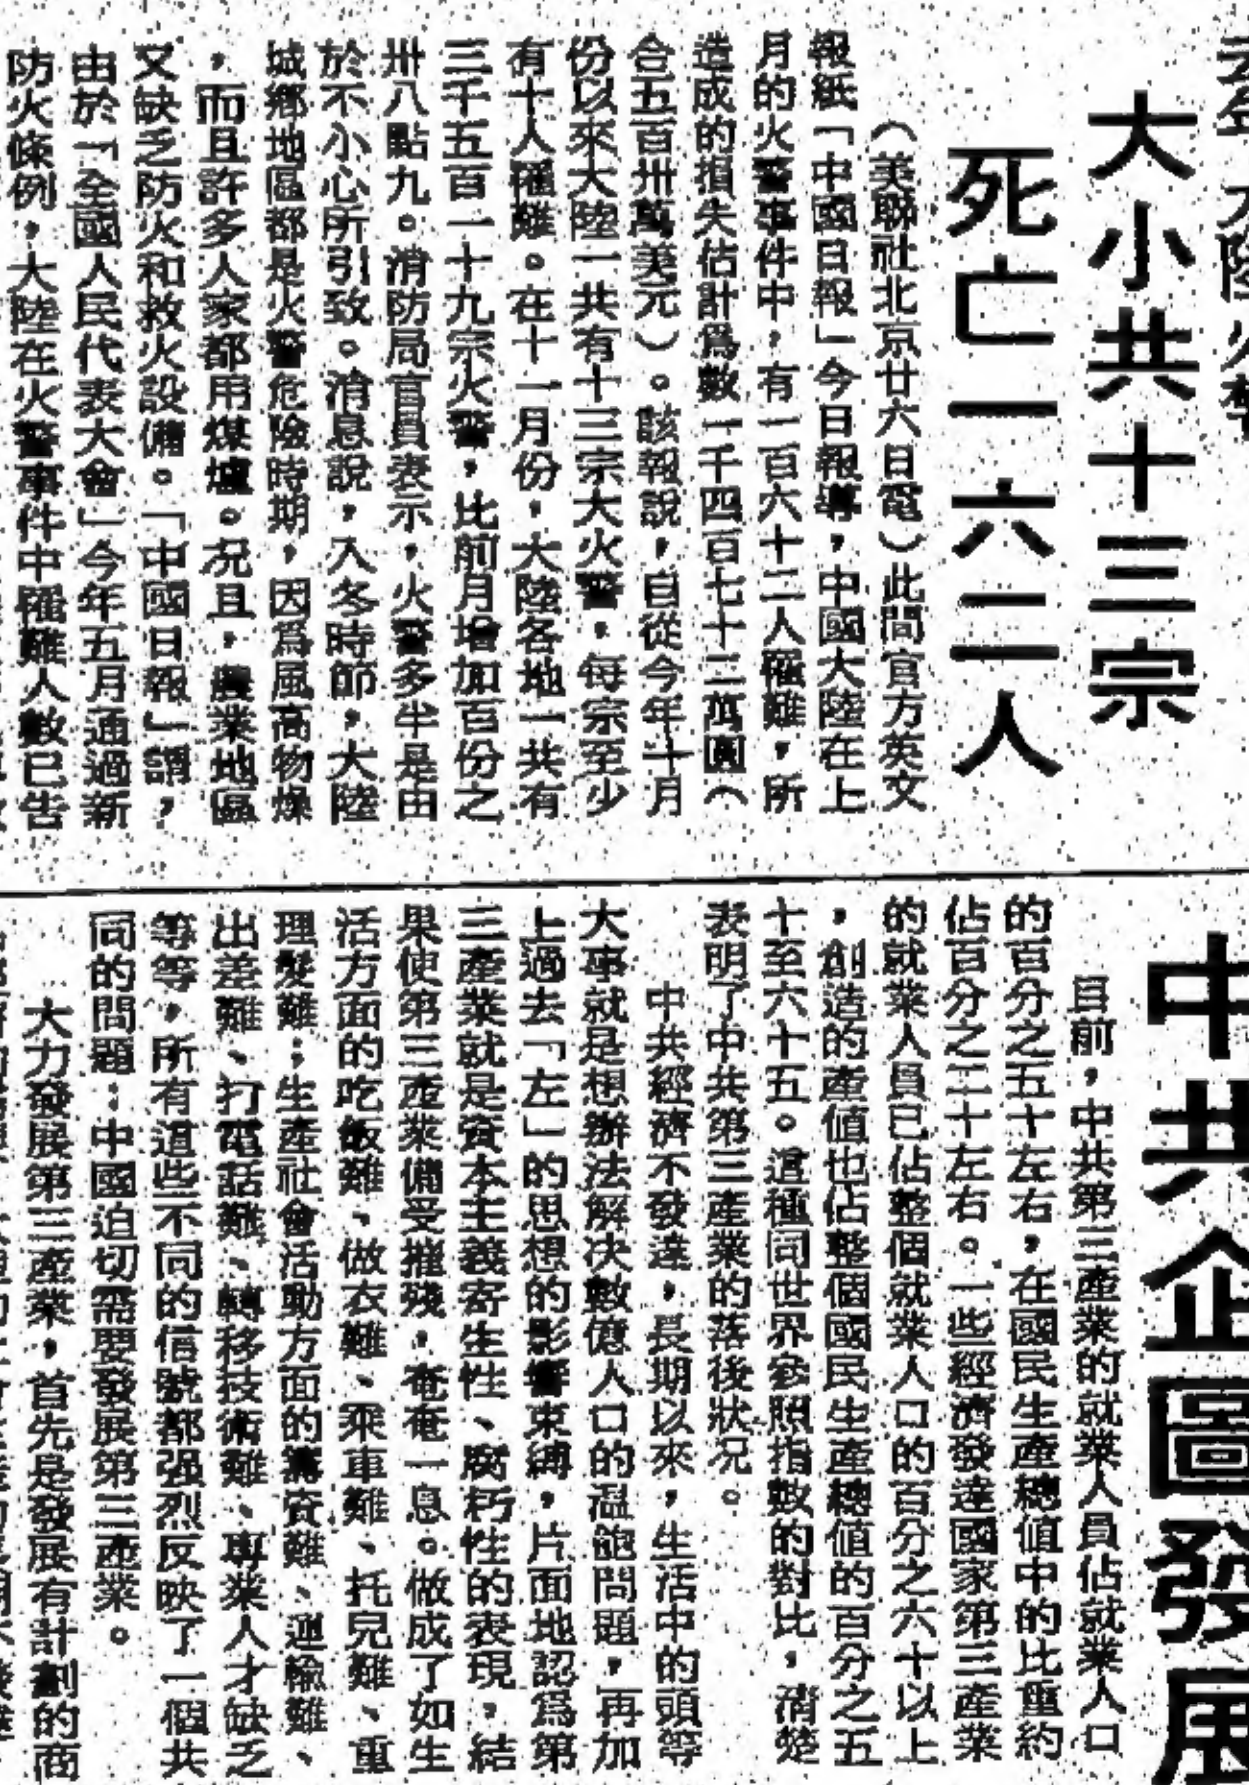 大小共十三宗
死亡一六二人
（美聯社北京廿六日電）此間官方英文
報紙「中國日報」今日報導，中國大陸在上
月的火警事件中，有一百六十二人罹難，所
造成的損失估計爲數一千四百七十二萬圓（
合五百卅萬美元）。該報說，自從今年十月
份以來大陸一共有十三宗大火警，每宗至少
有十人罹難。在十一月份，大陸各地一共有
三千五百一十九宗火警，比前月增加百份之
卅八點九。消防局官員表示，火警多半是由
於不小心所引致。消息說，入冬時節，大陸
城鄉地區都是火警危險時期，因爲風高物燥
，而且許多人家都用煤爐。況且，農業地區
又缺乏防火和救火設備。「中國日報」謂，
由於「全國人民代表大會」今年五月通過新
防火條例，大陸在火警事件中罹難人數已告
中共企圖發展
目前，中共第三產業的就業人員佔就業人口
的百分之五十左右，在國民生產總值中的比重約
佔百分之二十左右。一些經濟發達國家第三產業
的就業人員已佔整個就業人口的百分之六十以上
，創造的產值也佔整個國民生產總值的百分之五
十至六十五。這種同世界參照指數的對比，清楚
表明了中共第三產業的落後狀況。
中共經濟不發達，長期以來，生活中的頭等
大事就是想辦法解決數億人口的溫飽問題，再加
上過去「左」的思想的影響束縛，片面地認爲第
三產業就是資本主義寄生性、腐朽性的表現，結
果使第三產業備受摧殘，奄奄一息。做成了如生
活方面的吃飯難、做衣難、乘車難、托兒難、重
理髮難；生產社會活動方面的籌資難、運輸難、
出差難、打電話難、轉移技術難、專業人才缺乏
等等，所有這些不同的信號都强烈反映了一個共
同的問題：中國迫切需要發展第三產業。
大力發展第三產業，首先是發展有計劃的商